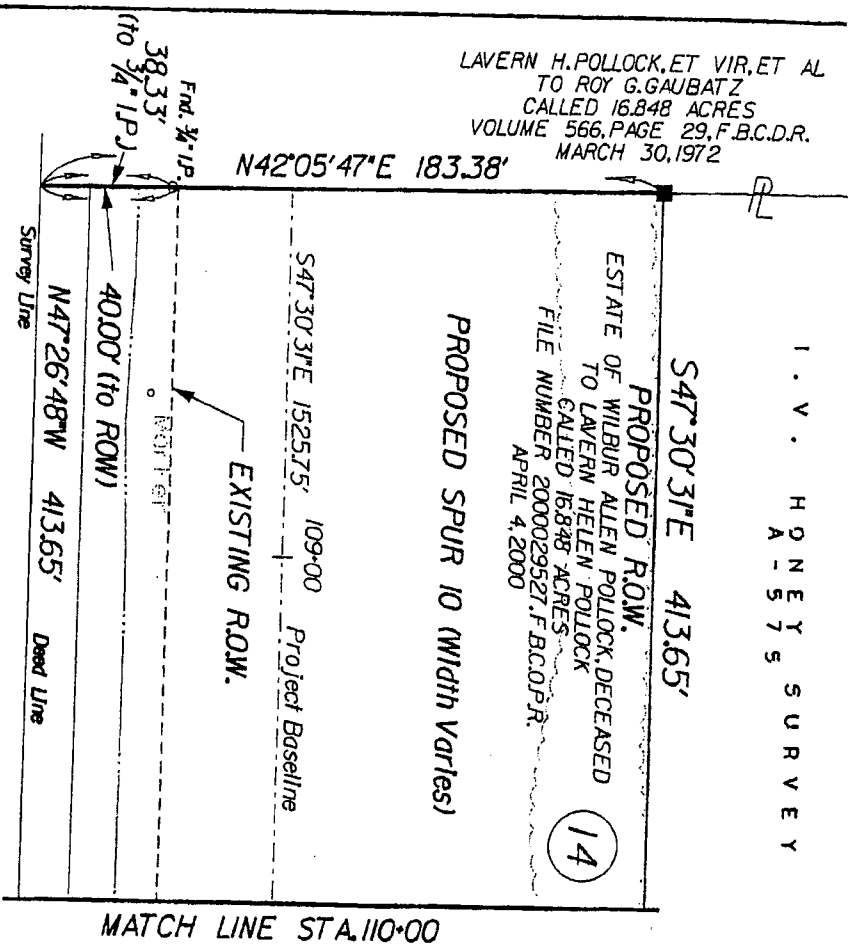 LAVERN H.POLLOCK,ET VIR,ET AL
TO ROY G.GAUBATZ
CALLED 16.848 ACRES
VOLUME 566,PAGE 29,F.B.C.D.R.
MARCH 30,1972
PL
I. V. HONEY SURVEY
A-575
N42°05'47"E 183.38'
Fnd. 3/4" I.P.
38.33'
(to 3/4" I.P.)
S47°30'31"E 413.65'
PROPOSED R.O.W.
ESTATE OF WILBUR ALLEN POLLOCK,DECEASED
TO LAVERN HELEN POLLOCK
CALLED 16.848 ACRES
FILE NUMBER 2000029527,F.B.C.O.P.R.
APRIL 4,2000
14
PROPOSED SPUR 10 (Width Varies)
S47°30'31"E 1525.75' 109+00 Project Baseline
EXISTING R.O.W.
40.00' (to ROW)
N47°26'48"W 413.65'
Survey Line
Deed Line
MATCH LINE STA.110+00